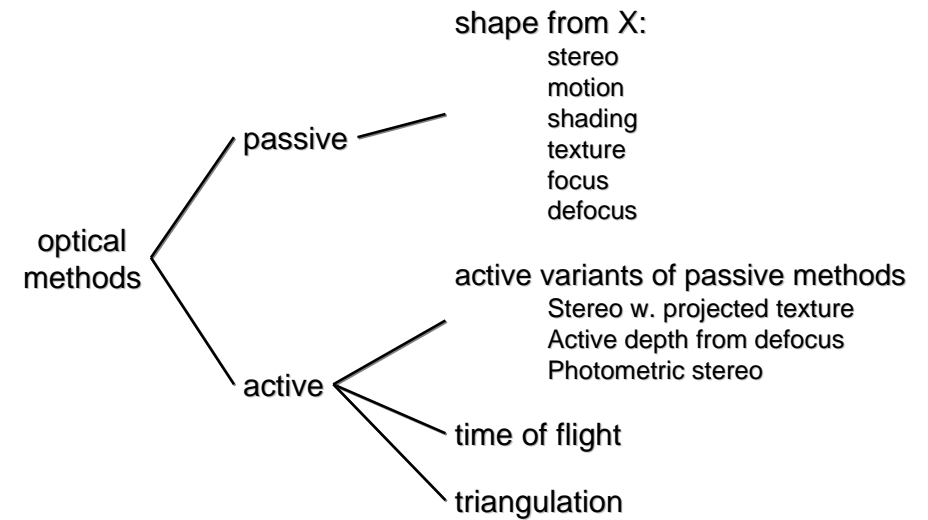 shape from X:
stereo
motion
shading
texture
focus
defocus
passive
optical
methods
active variants of passive methods
Stereo w. projected texture
Active depth from defocus
Photometric stereo
active
time of flight
triangulation